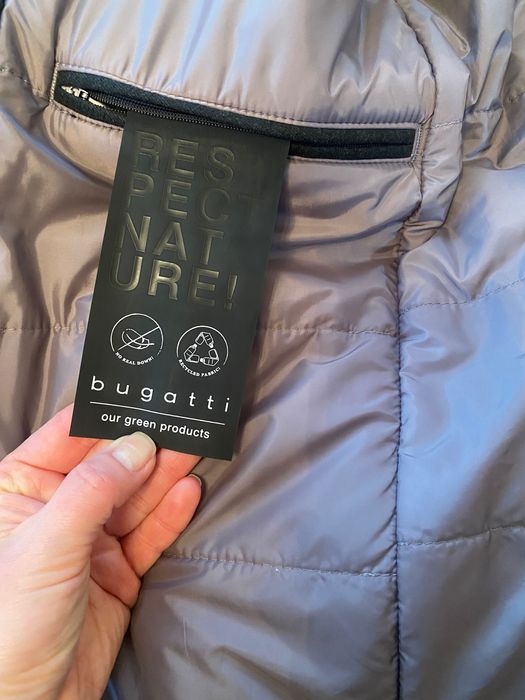 RES
PECT
NAT
URE!
NO REAL DOWN!
RECYCLED FABRIC!
bugatti
our green products